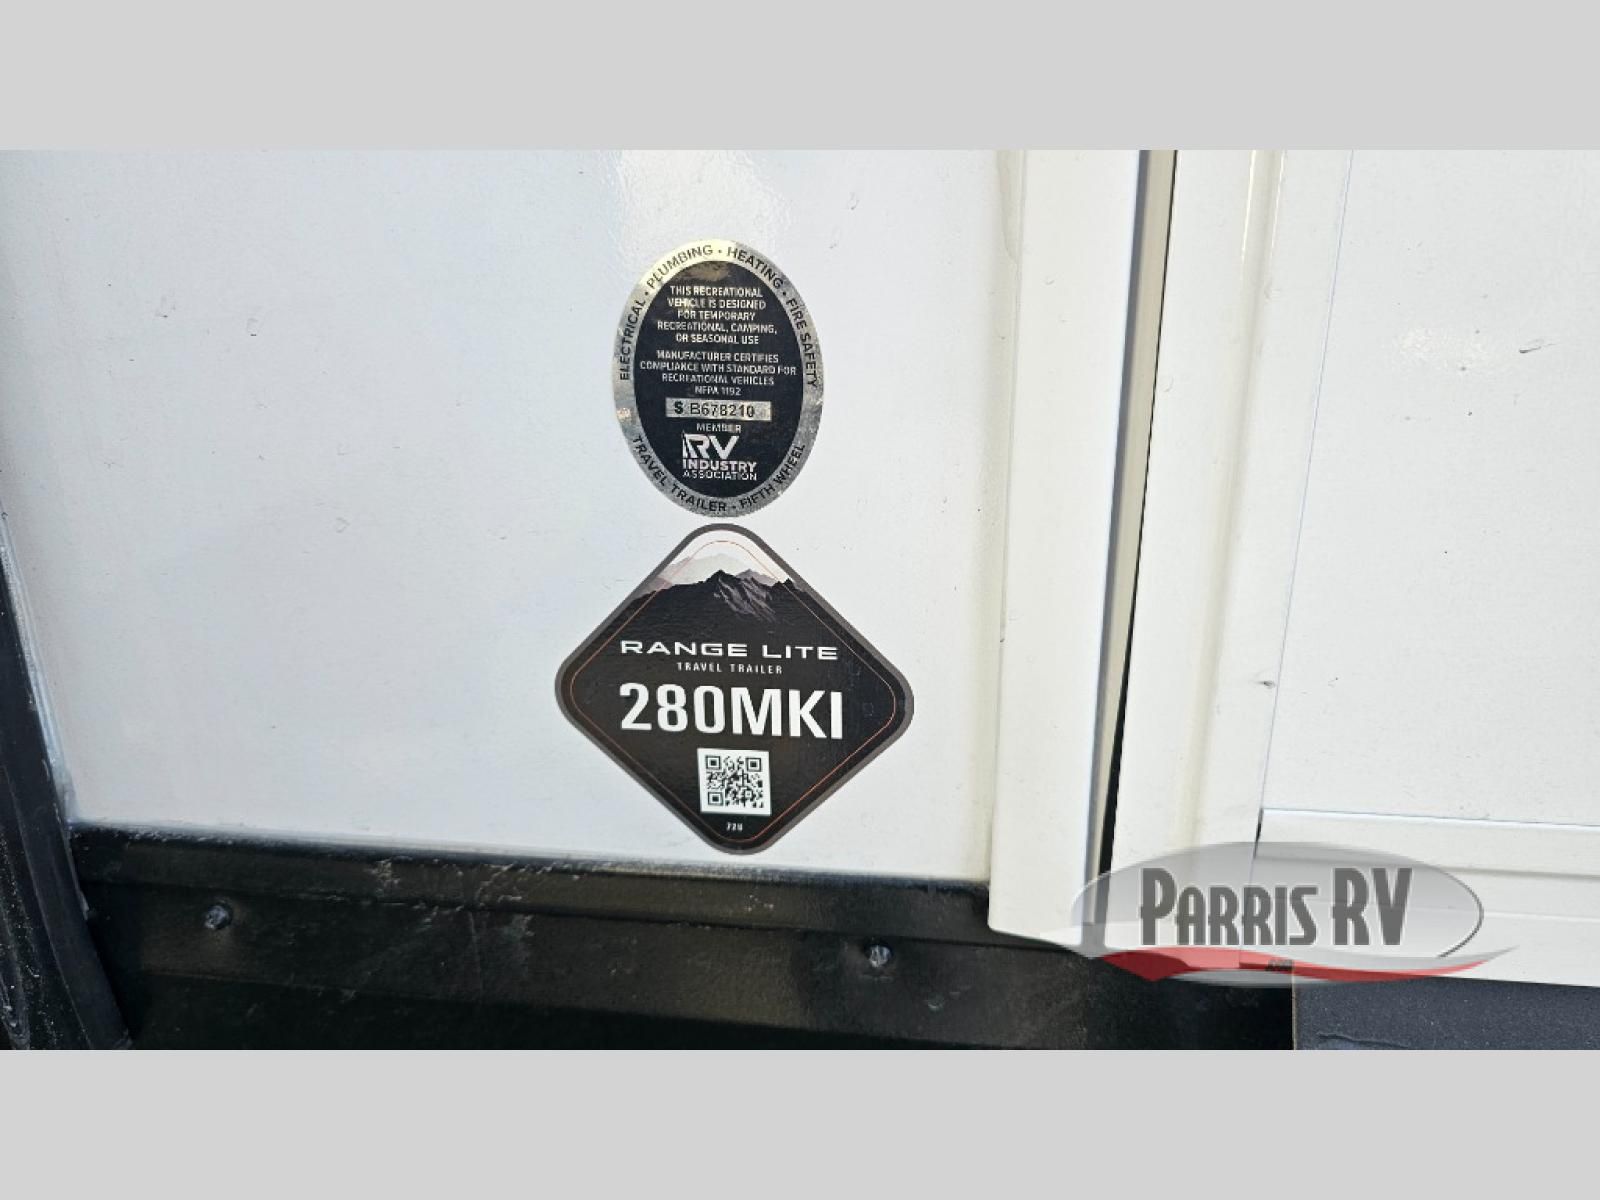 ELECTRICAL • PLUMBING • HEATING • FIRE SAFETY
THIS RECREATIONAL
VEHICLE IS DESIGNED
FOR TEMPORARY
RECREATIONAL, CAMPING,
OR SEASONAL USE
MANUFACTURER CERTIFIES
COMPLIANCE WITH STANDARD FOR
RECREATIONAL VEHICLES
NFPA 1192
$ B678210
MEMBER
RV
INDUSTRY
ASSOCIATION
TRAVEL TRAILER • FIFTH WHEEL
RANGE LITE
TRAVEL TRAILER
280MKI
PARRIS RV